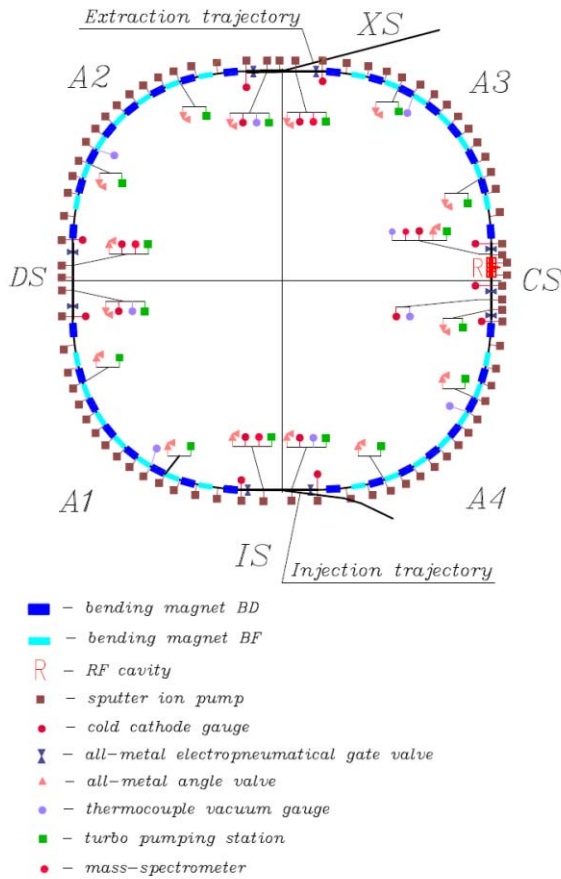 Extraction trajectory
XS
A2
A3
RF
DS
CS
A1
A4
IS
Injection trajectory
– bending magnet BD
– bending magnet BF
R – RF cavity
– sputter ion pump
– cold cathode gauge
– all-metal electropneumatical gate valve
– all-metal angle valve
– thermocouple vacuum gauge
– turbo pumping station
– mass-spectrometer